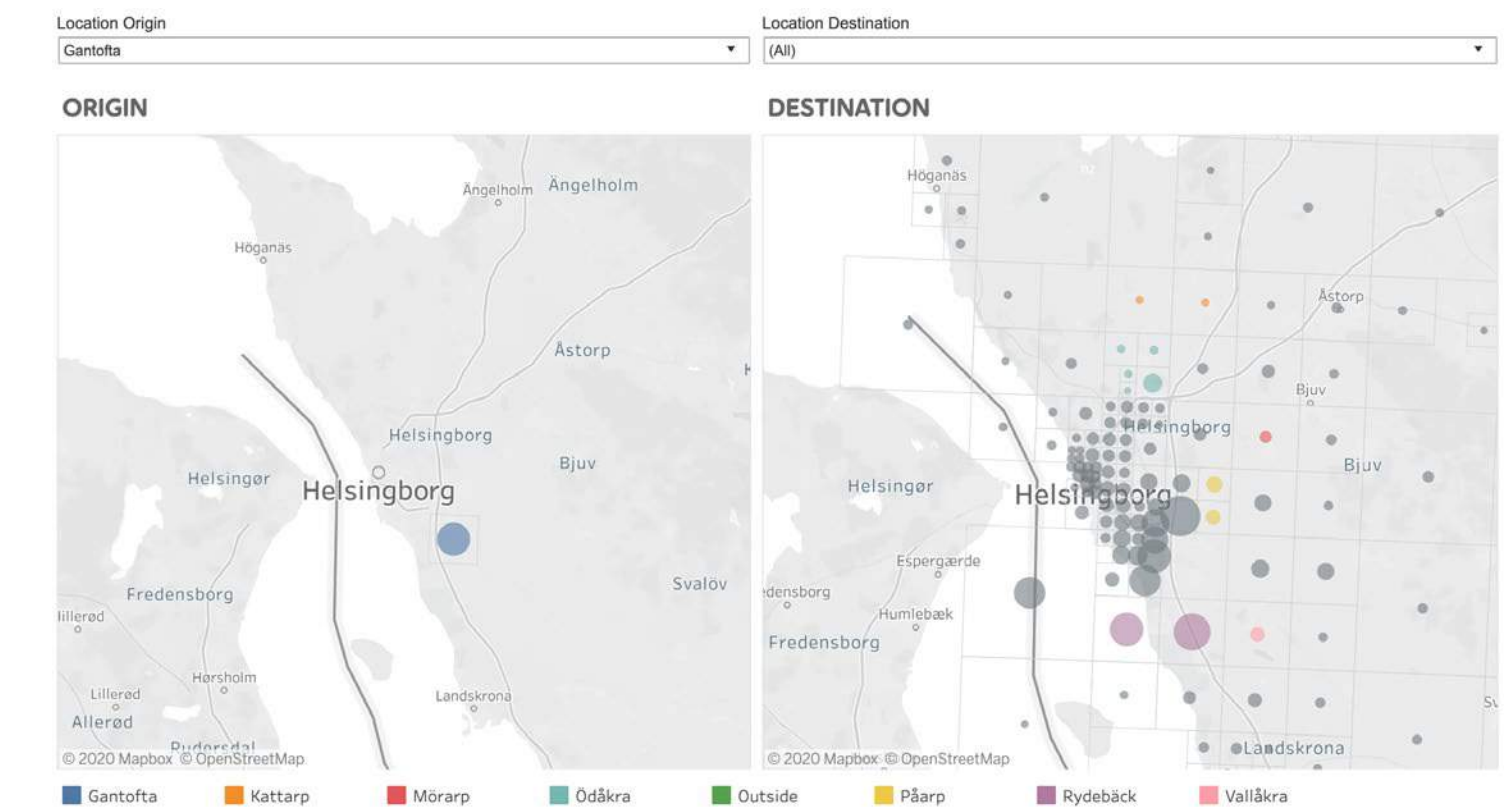 Location Origin
Gantofta
Location Destination
(All)
ORIGIN
DESTINATION
Ängelholm
Ängelholm
Höganäs
Åstorp
Helsingborg
Bjuv
Helsingør
Helsingborg
Svalöv
Fredensborg
Hørsholm
Lillerød
Landskrona
Allerød
Rudersdal
© 2020 Mapbox © OpenStreetMap
Höganäs
Åstorp
Bjuv
Helsingborg
Bjuv
Helsingør
Helsingborg
Espergærde
Humlebæk
Fredensborg
Landskrona
© 2020 Mapbox © OpenStreetMap
Gantofta
Kattarp
Mörarp
Ödåkra
Outside
Påarp
Rydebäck
Vallåkra